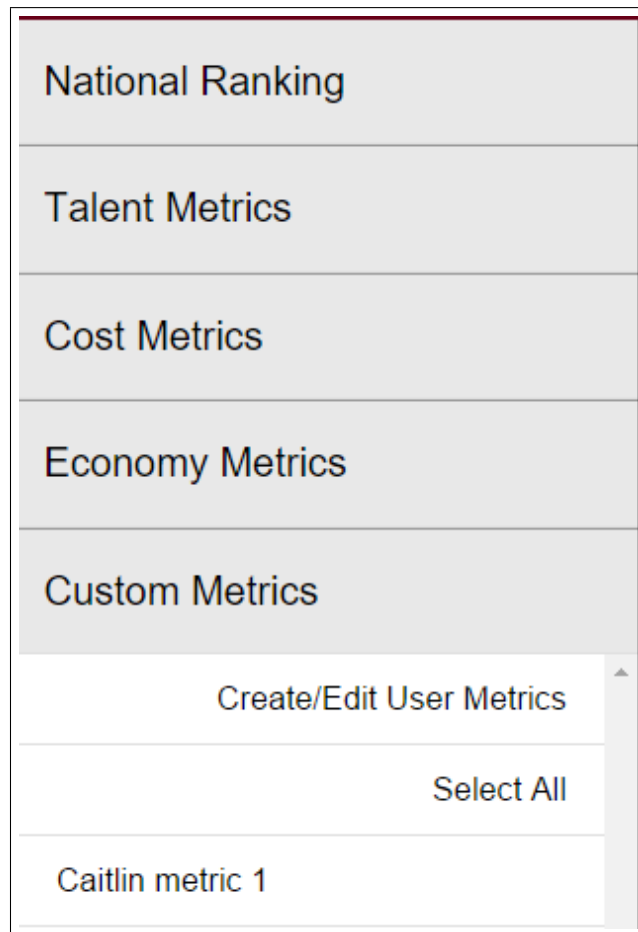 National Ranking
Talent Metrics
Cost Metrics
Economy Metrics
Custom Metrics
Create/Edit User Metrics
Select All
Caitlin metric 1